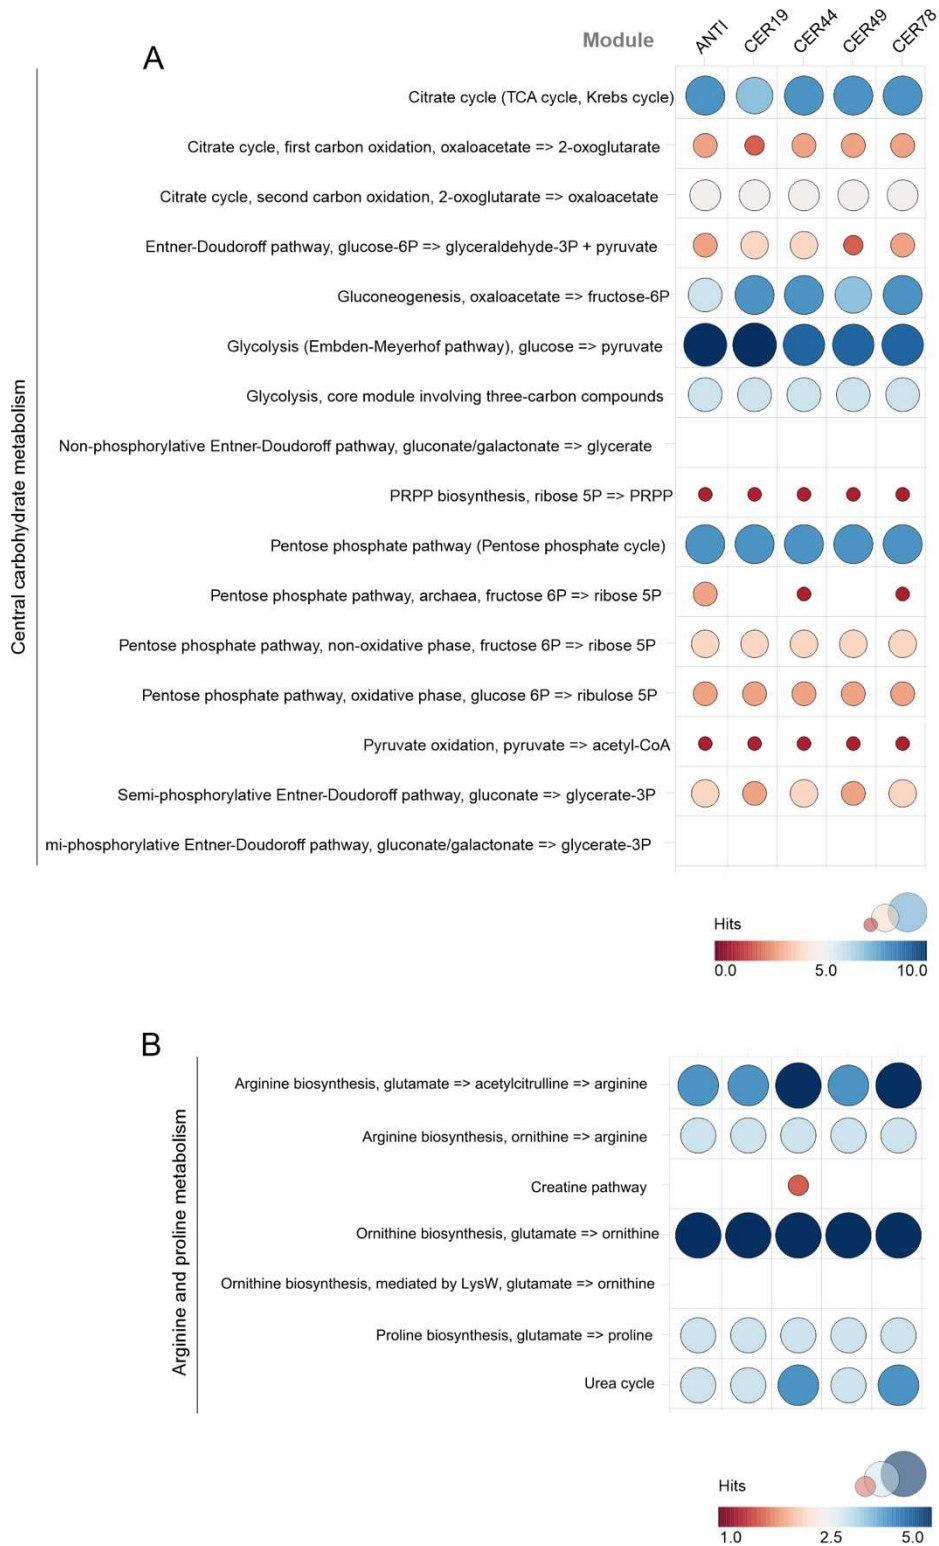 A
Module
ANTI
CER19
CER44
CER49
CER78
Central carbohydrate metabolism
Citrate cycle (TCA cycle, Krebs cycle)
Citrate cycle, first carbon oxidation, oxaloacetate => 2-oxoglutarate
Citrate cycle, second carbon oxidation, 2-oxoglutarate => oxaloacetate
Entner-Doudoroff pathway, glucose-6P => glyceraldehyde-3P + pyruvate
Gluconeogenesis, oxaloacetate => fructose-6P
Glycolysis (Embden-Meyerhof pathway), glucose => pyruvate
Glycolysis, core module involving three-carbon compounds
Non-phosphorylative Entner-Doudoroff pathway, gluconate/galactonate => glycerate
PRPP biosynthesis, ribose 5P => PRPP
Pentose phosphate pathway (Pentose phosphate cycle)
Pentose phosphate pathway, archaea, fructose 6P => ribose 5P
Pentose phosphate pathway, non-oxidative phase, fructose 6P => ribose 5P
Pentose phosphate pathway, oxidative phase, glucose 6P => ribulose 5P
Pyruvate oxidation, pyruvate => acetyl-CoA
Semi-phosphorylative Entner-Doudoroff pathway, gluconate => glycerate-3P
mi-phosphorylative Entner-Doudoroff pathway, gluconate/galactonate => glycerate-3P
Hits
0.0 5.0 10.0
B
Arginine and proline metabolism
Arginine biosynthesis, glutamate => acetylcitrulline => arginine
Arginine biosynthesis, ornithine => arginine
Creatine pathway
Ornithine biosynthesis, glutamate => ornithine
Ornithine biosynthesis, mediated by LysW, glutamate => ornithine
Proline biosynthesis, glutamate => proline
Urea cycle
Hits
1.0 2.5 5.0